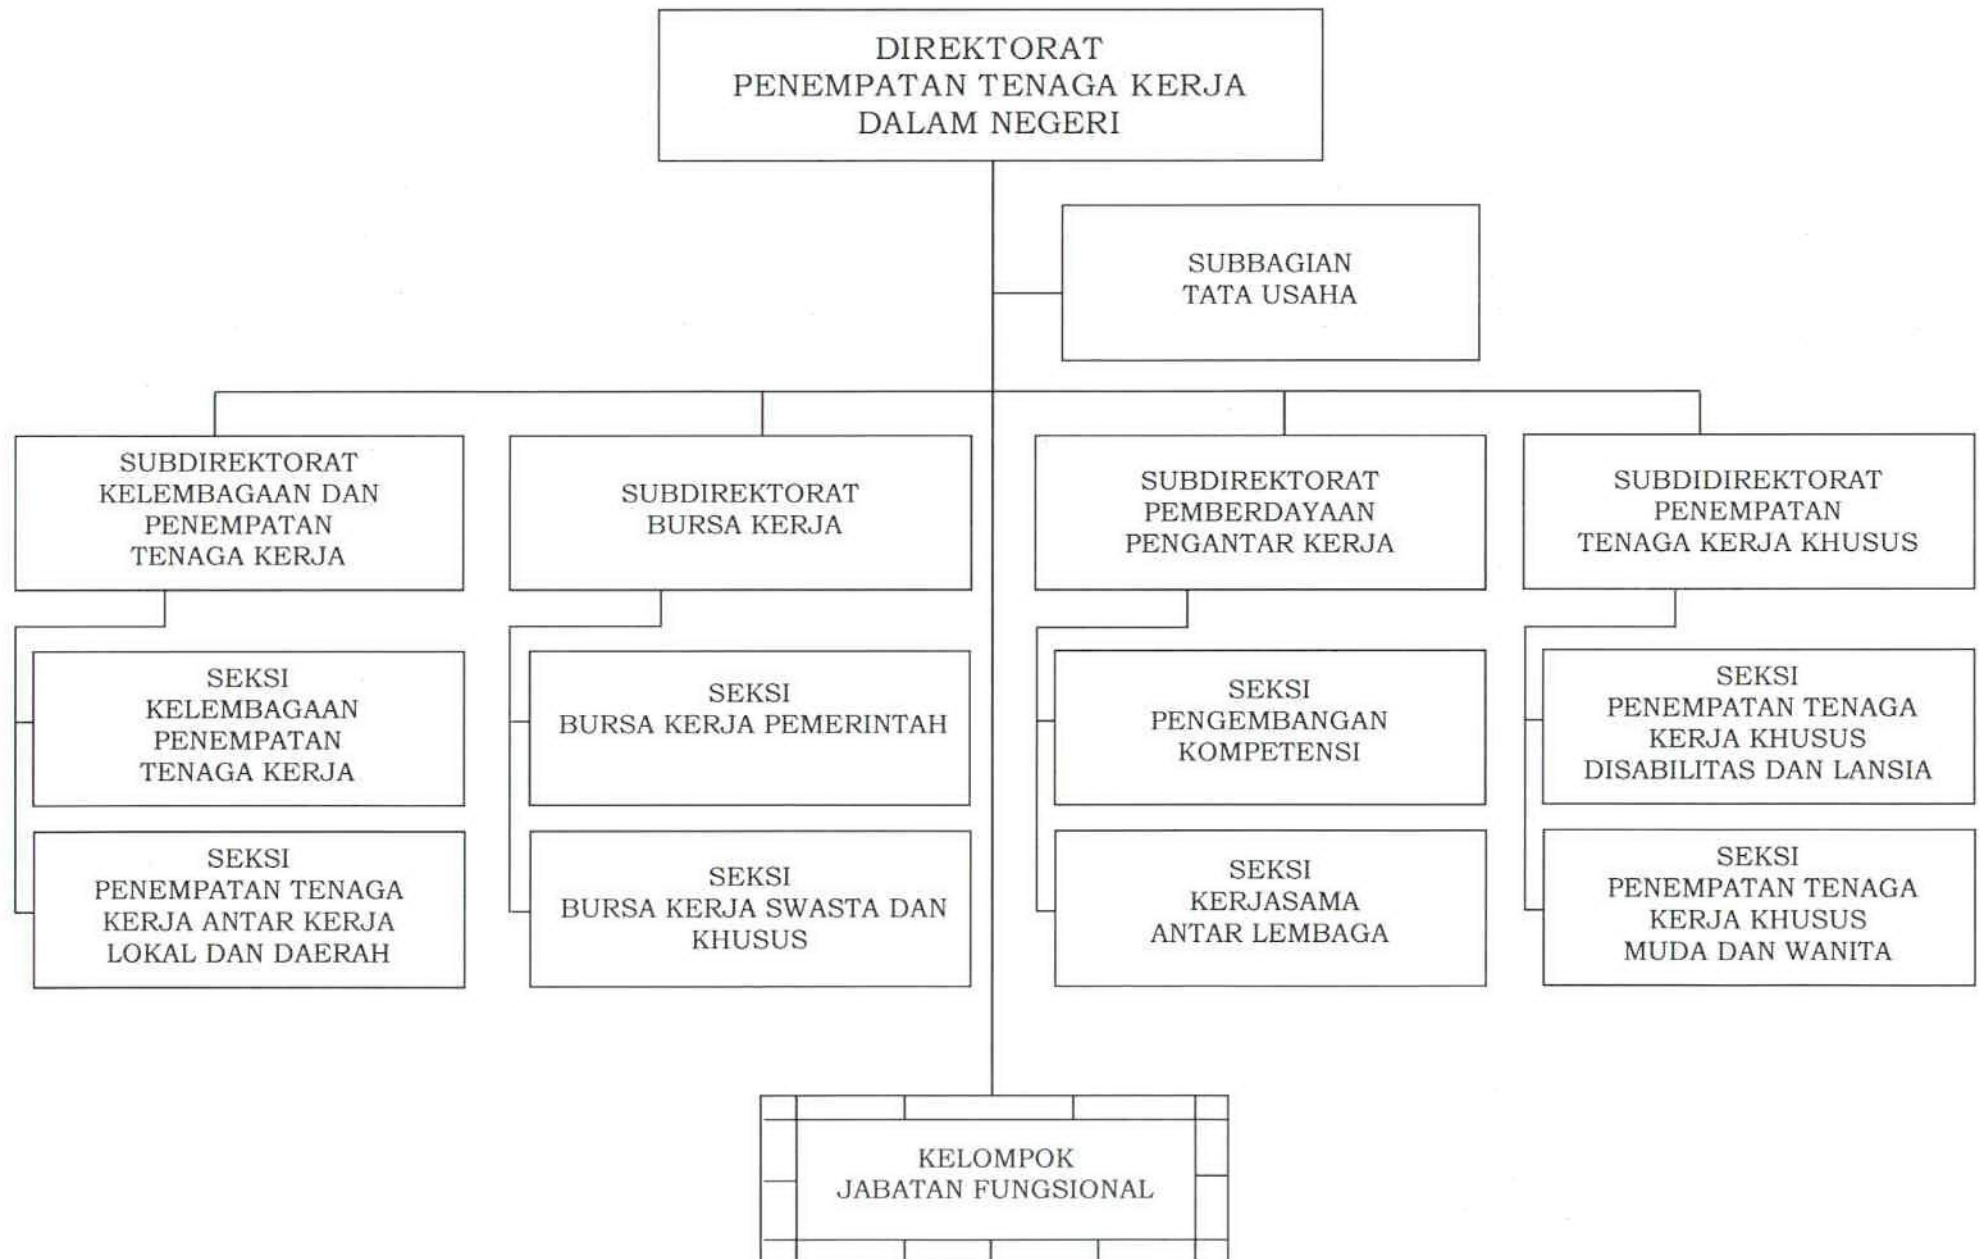 DIREKTORAT
PENEMPATAN TENAGA KERJA
DALAM NEGERI
SUBBAGIAN
TATA USAHA
SUBDIREKTORAT
KELEMBAGAAN DAN
PENEMPATAN
TENAGA KERJA
SUBDIREKTORAT
BURSA KERJA
SUBDIREKTORAT
PEMBERDAYAAN
PENGANTAR KERJA
SUBDIDIREKTORAT
PENEMPATAN
TENAGA KERJA KHUSUS
SEKSI
KELEMBAGAAN
PENEMPATAN
TENAGA KERJA
SEKSI
BURSA KERJA PEMERINTAH
SEKSI
PENGEMBANGAN
KOMPETENSI
SEKSI
PENEMPATAN TENAGA
KERJA KHUSUS
DISABILITAS DAN LANSIA
SEKSI
PENEMPATAN TENAGA
KERJA ANTAR KERJA
LOKAL DAN DAERAH
SEKSI
BURSA KERJA SWASTA DAN
KHUSUS
SEKSI
KERJASAMA
ANTAR LEMBAGA
SEKSI
PENEMPATAN TENAGA
KERJA KHUSUS
MUDA DAN WANITA
KELOMPOK
JABATAN FUNGSIONAL